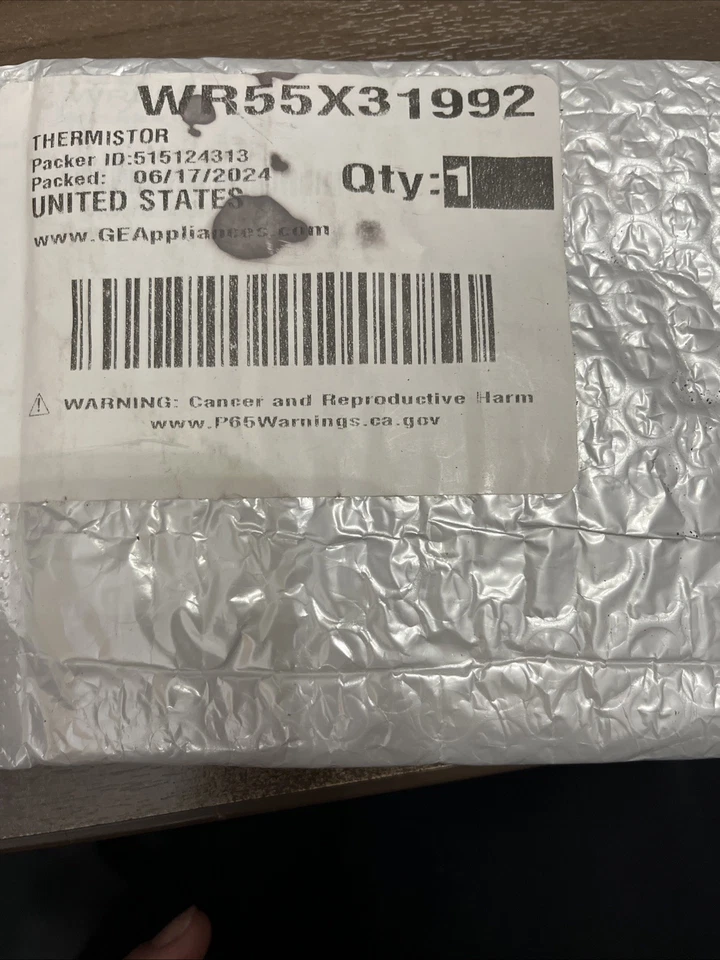 WR55X31992
THERMISTOR
Packer ID:515124313
Packed: 06/17/2024
Qty:1
UNITED STATES
www.GEAppliances.com
⚠ WARNING: Cancer and Reproductive Harm
www.P65Warnings.ca.gov